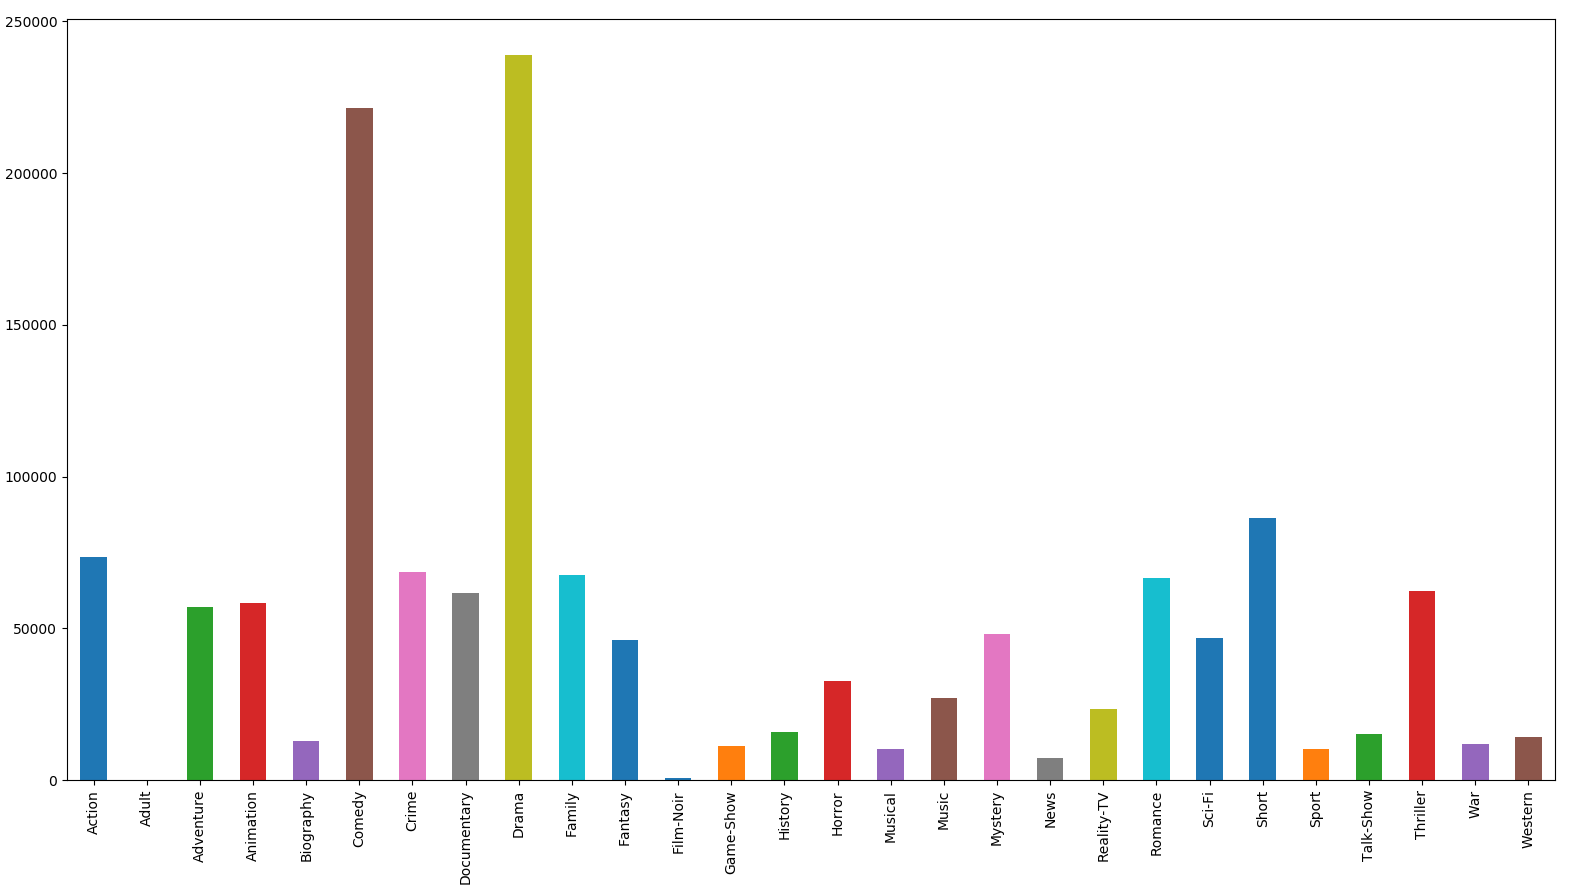 250000
200000
150000
100000
50000
0
Action
Adult
Adventure
Animation
Biography
Comedy
Crime
Documentary
Drama
Family
Fantasy
Film-Noir
Game-Show
History
Horror
Musical
Music
Mystery
News
Reality-TV
Romance
Sci-Fi
Short
Sport
Talk-Show
Thriller
War
Western